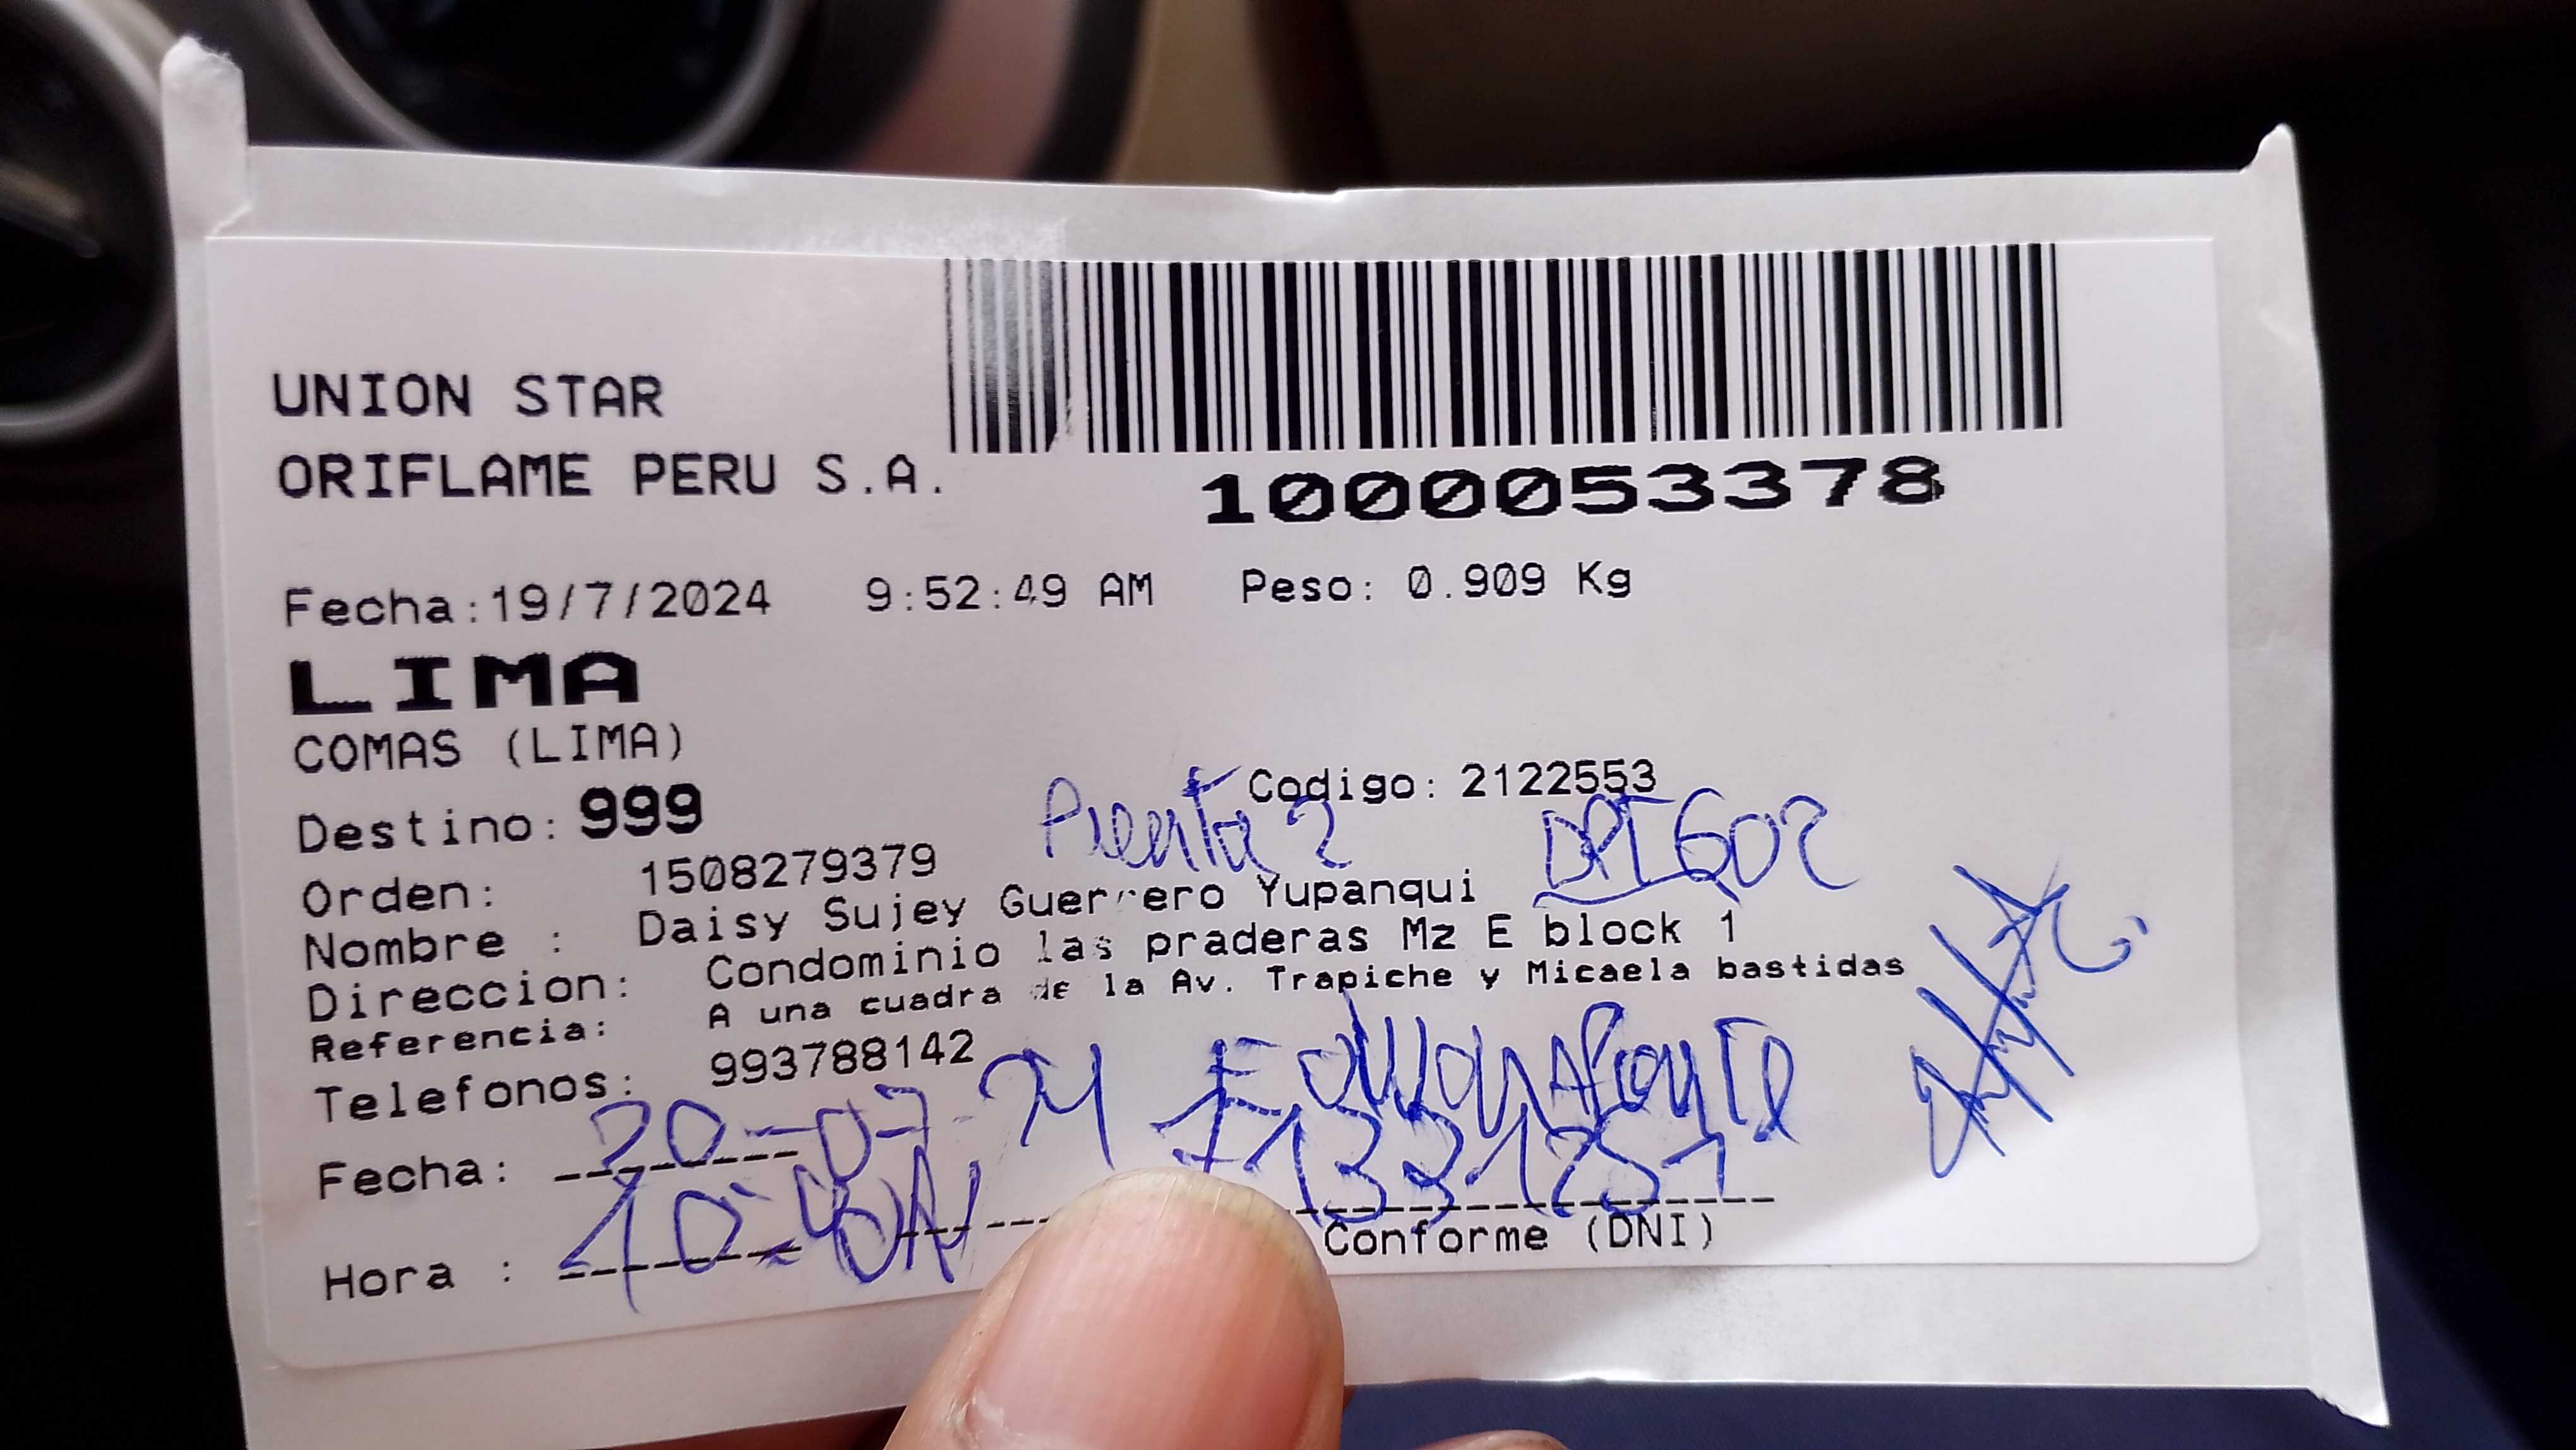 UNION STAR
ORIFLAME PERU S.A.
1000053378
Fecha:19/7/2024 9:52:49 AM Peso: 0.909 Kg
LIMA
COMAS (LIMA)
Codigo: 2122553
Destino: 999
Puerta 2 DPT 602
Orden: 1508279379
Nombre : Daisy Sujey Guerrero Yupanqui
Direccion: Condominio las praderas Mz E block 1
Referencia: A una cuadra de la Av. Trapiche y Micaela bastidas
Telefonos: 993788142
Fecha: 20-07-24
Conforme (DNI)
Hora :